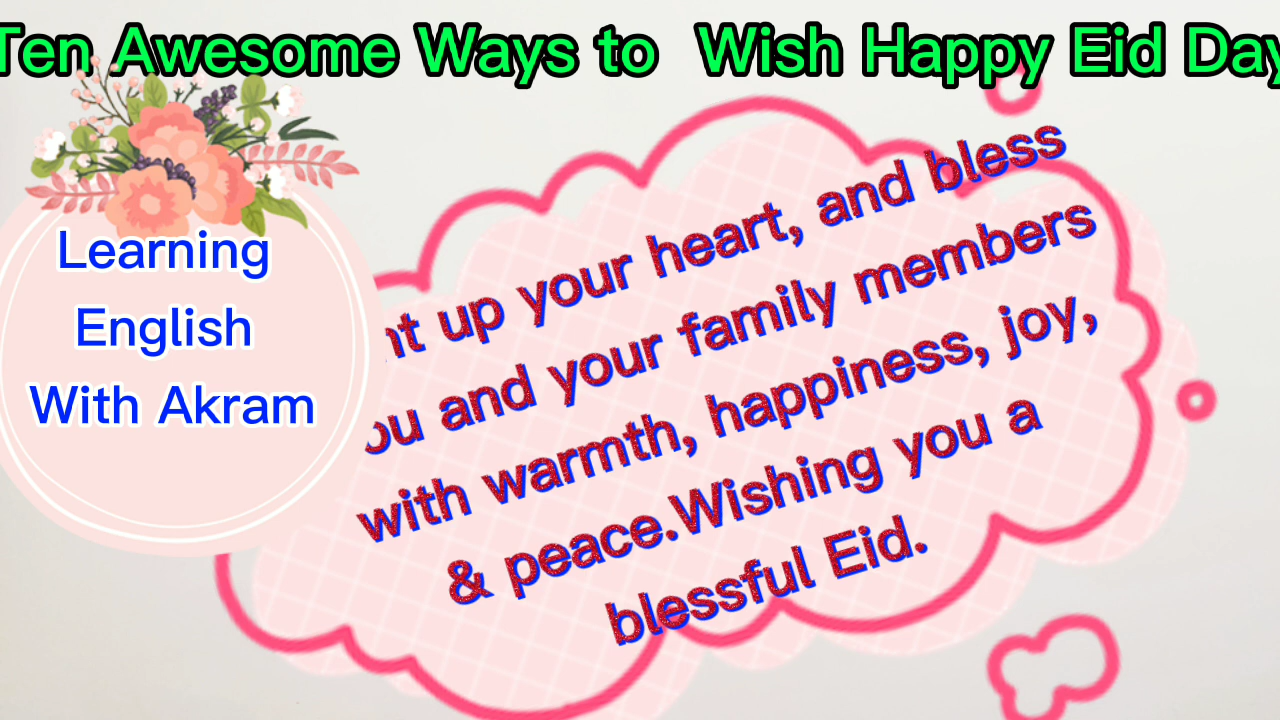 Ten Awesome Ways to Wish Happy Eid Day
Learning
English
With Akram
up your heart, and bless
and your family members
with warmth, happiness, joy,
& peace.Wishing you a
blessful Eid.